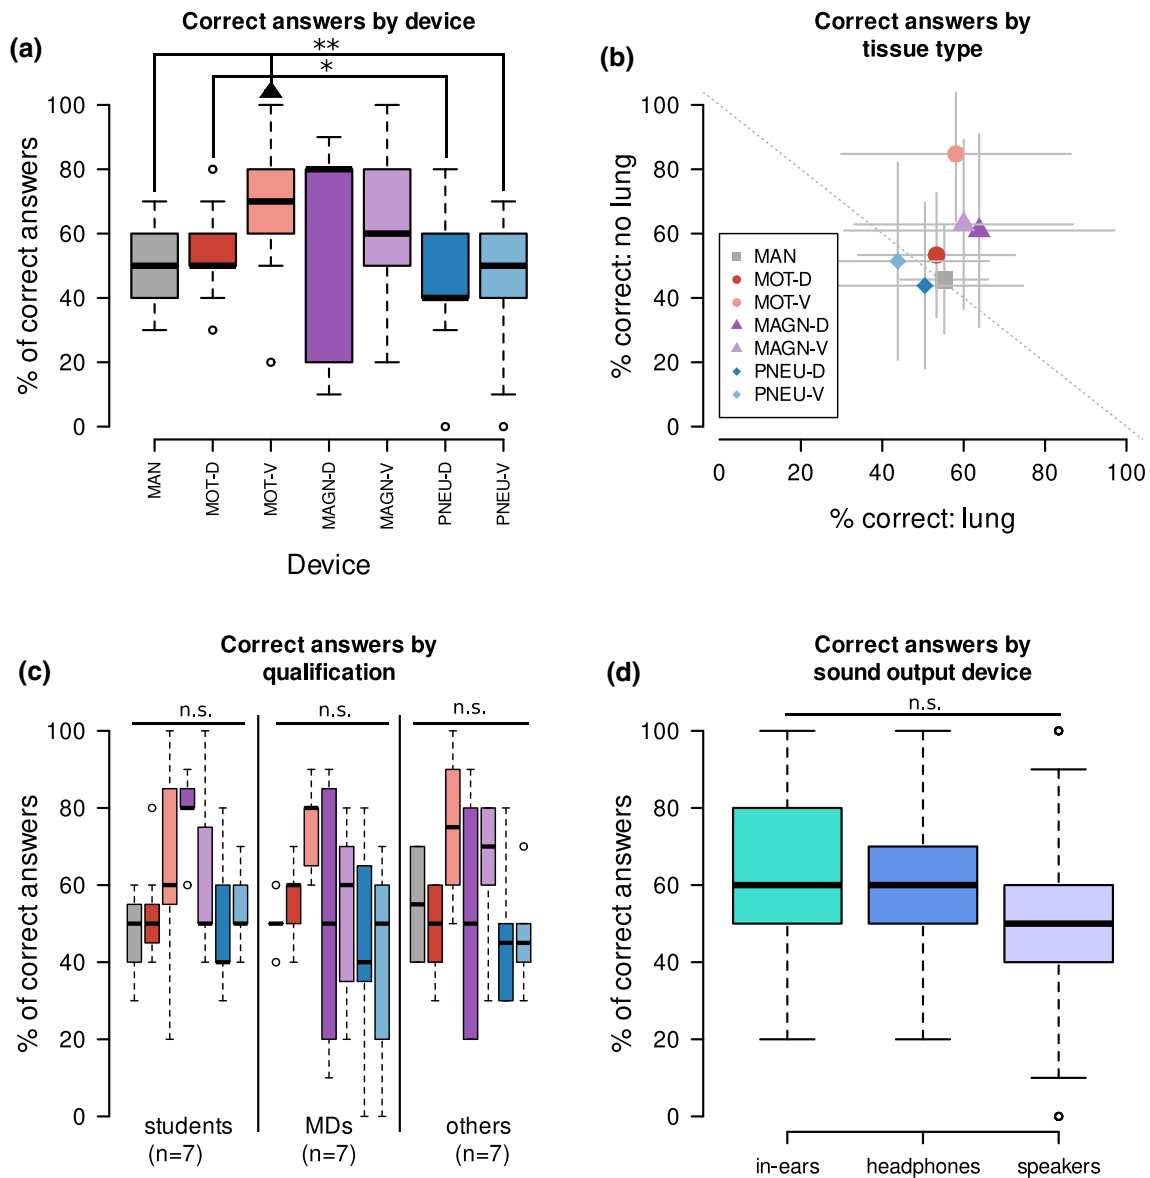 Correct answers by device
(a)
**
*
% of correct answers
100
80
60
40
20
0
MAN
MOT-D
MOT-V
MAGN-D
MAGN-V
PNEU-D
PNEU-V
Device
Correct answers by
tissue type
(b)
% correct: no lung
100
80
60
40
20
0
MAN
MOT-D
MOT-V
MAGN-D
MAGN-V
PNEU-D
PNEU-V
0 20 40 60 80 100
% correct: lung
Correct answers by
qualification
(c)
n.s. n.s. n.s.
% of correct answers
100
80
60
40
20
0
students MDs others
(n=7) (n=7) (n=7)
Correct answers by
sound output device
(d)
n.s.
% of correct answers
100
80
60
40
20
0
in-ears headphones speakers